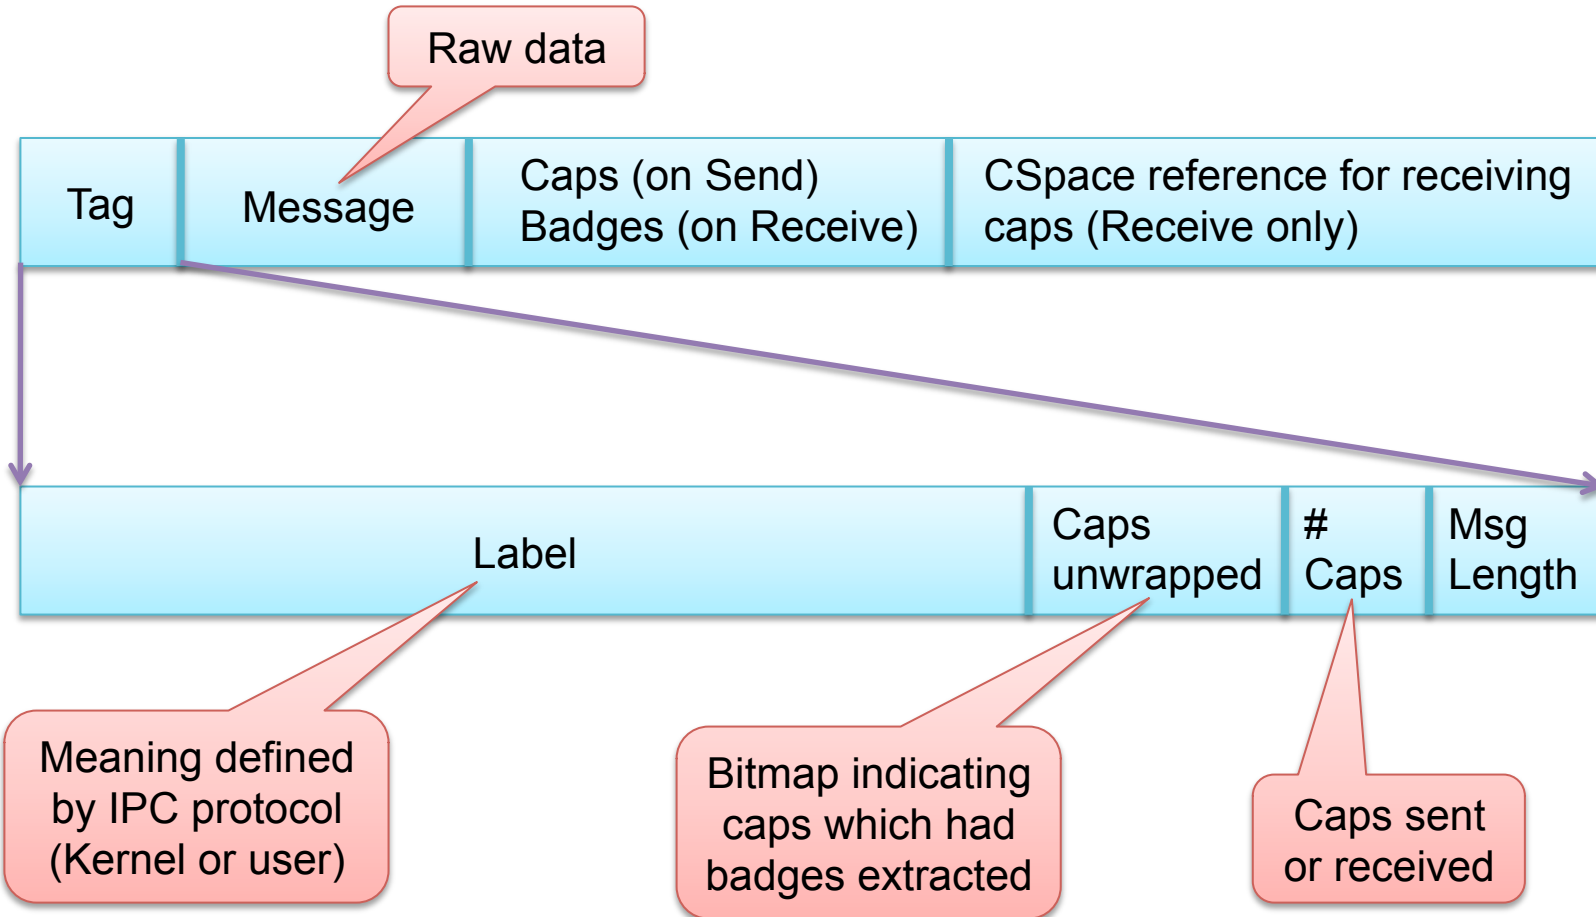 Raw data
Tag
Message
Caps (on Send)
Badges (on Receive)
CSpace reference for receiving
caps (Receive only)
Label
Caps
unwrapped
#
Caps
Msg
Length
Meaning defined
by IPC protocol
(Kernel or user)
Bitmap indicating
caps which had
badges extracted
Caps sent
or received